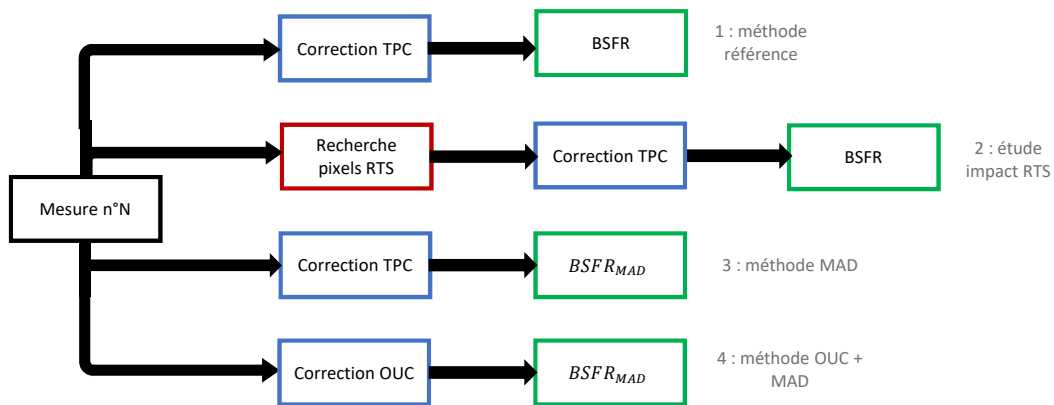 Correction TPC
BSFR
1 : méthode
référence
Recherche
pixels RTS
Correction TPC
BSFR
2 : étude
impact RTS
Mesure n°N
Correction TPC
BSFR_MAD
3 : méthode MAD
Correction OUC
BSFR_MAD
4 : méthode OUC +
MAD